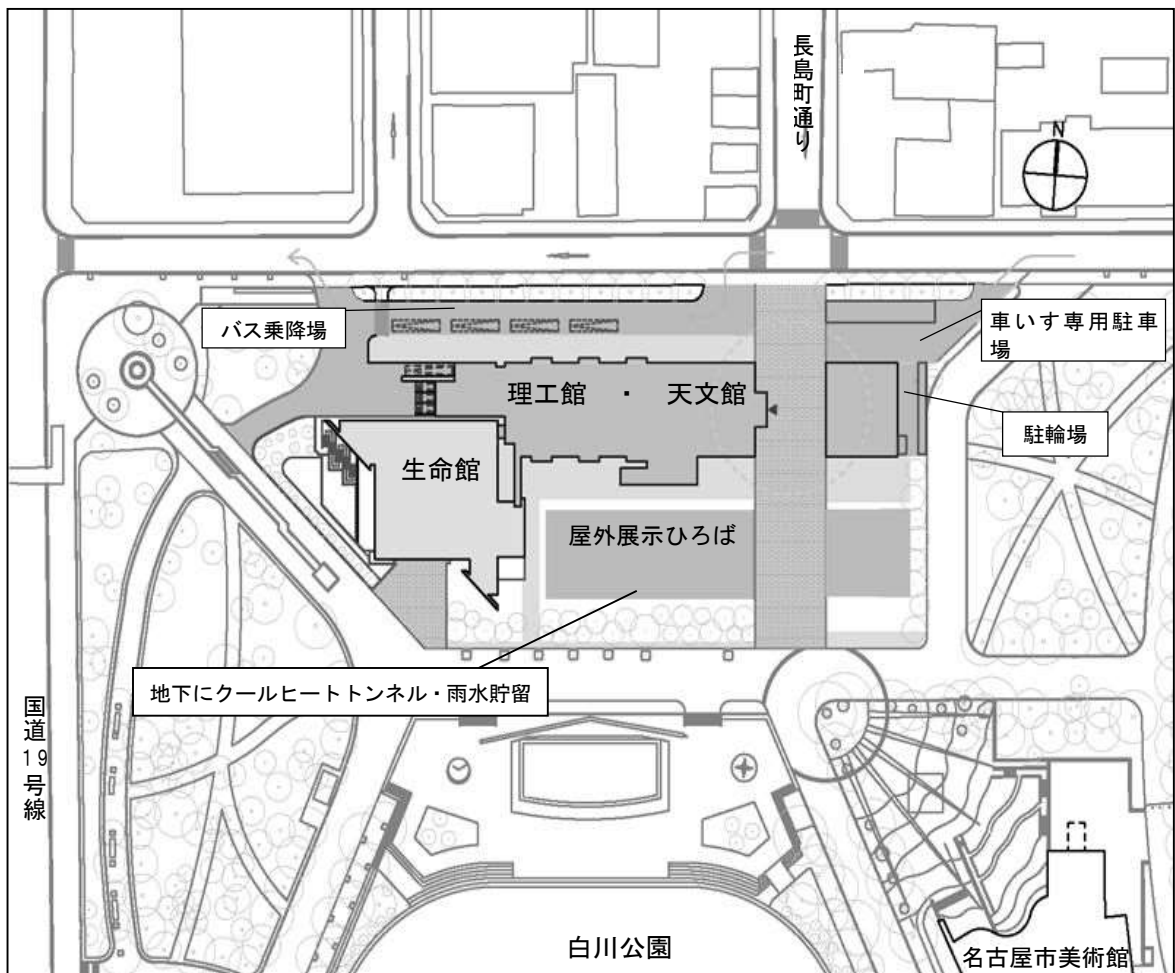 長島町通り
N
バス乗降場
車いす専用駐車
場
理工館 ・ 天文館
駐輪場
生命館
屋外展示ひろば
地下にクールヒートトンネル・雨水貯留
国道19号線
白川公園
名古屋市美術館